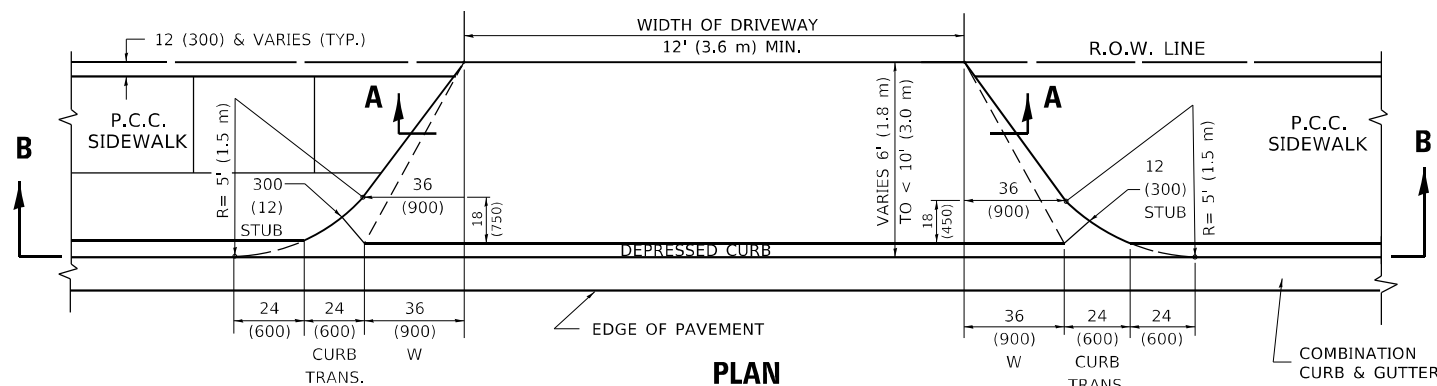 WIDTH OF DRIVEWAY
12' (3.6 m) MIN.
12 (300) & VARIES (TYP.)
R.O.W. LINE
A
A
P.C.C.
SIDEWALK
P.C.C.
SIDEWALK
B
B
R= 5' (1.5 m)
300
(12)
STUB
36
(900)
18
(750)
VARIES 6' (1.8 m)
TO < 10' (3.0 m)
36
(900)
18
(450)
12
(300)
STUB
R= 5' (1.5 m)
DEPRESSED CURB
24
(600)
24
(600)
CURB
TRANS.
36
(900)
W
EDGE OF PAVEMENT
PLAN
36
(900)
W
24
(600)
CURB
TRANS.
24
(600)
COMBINATION
CURB & GUTTER